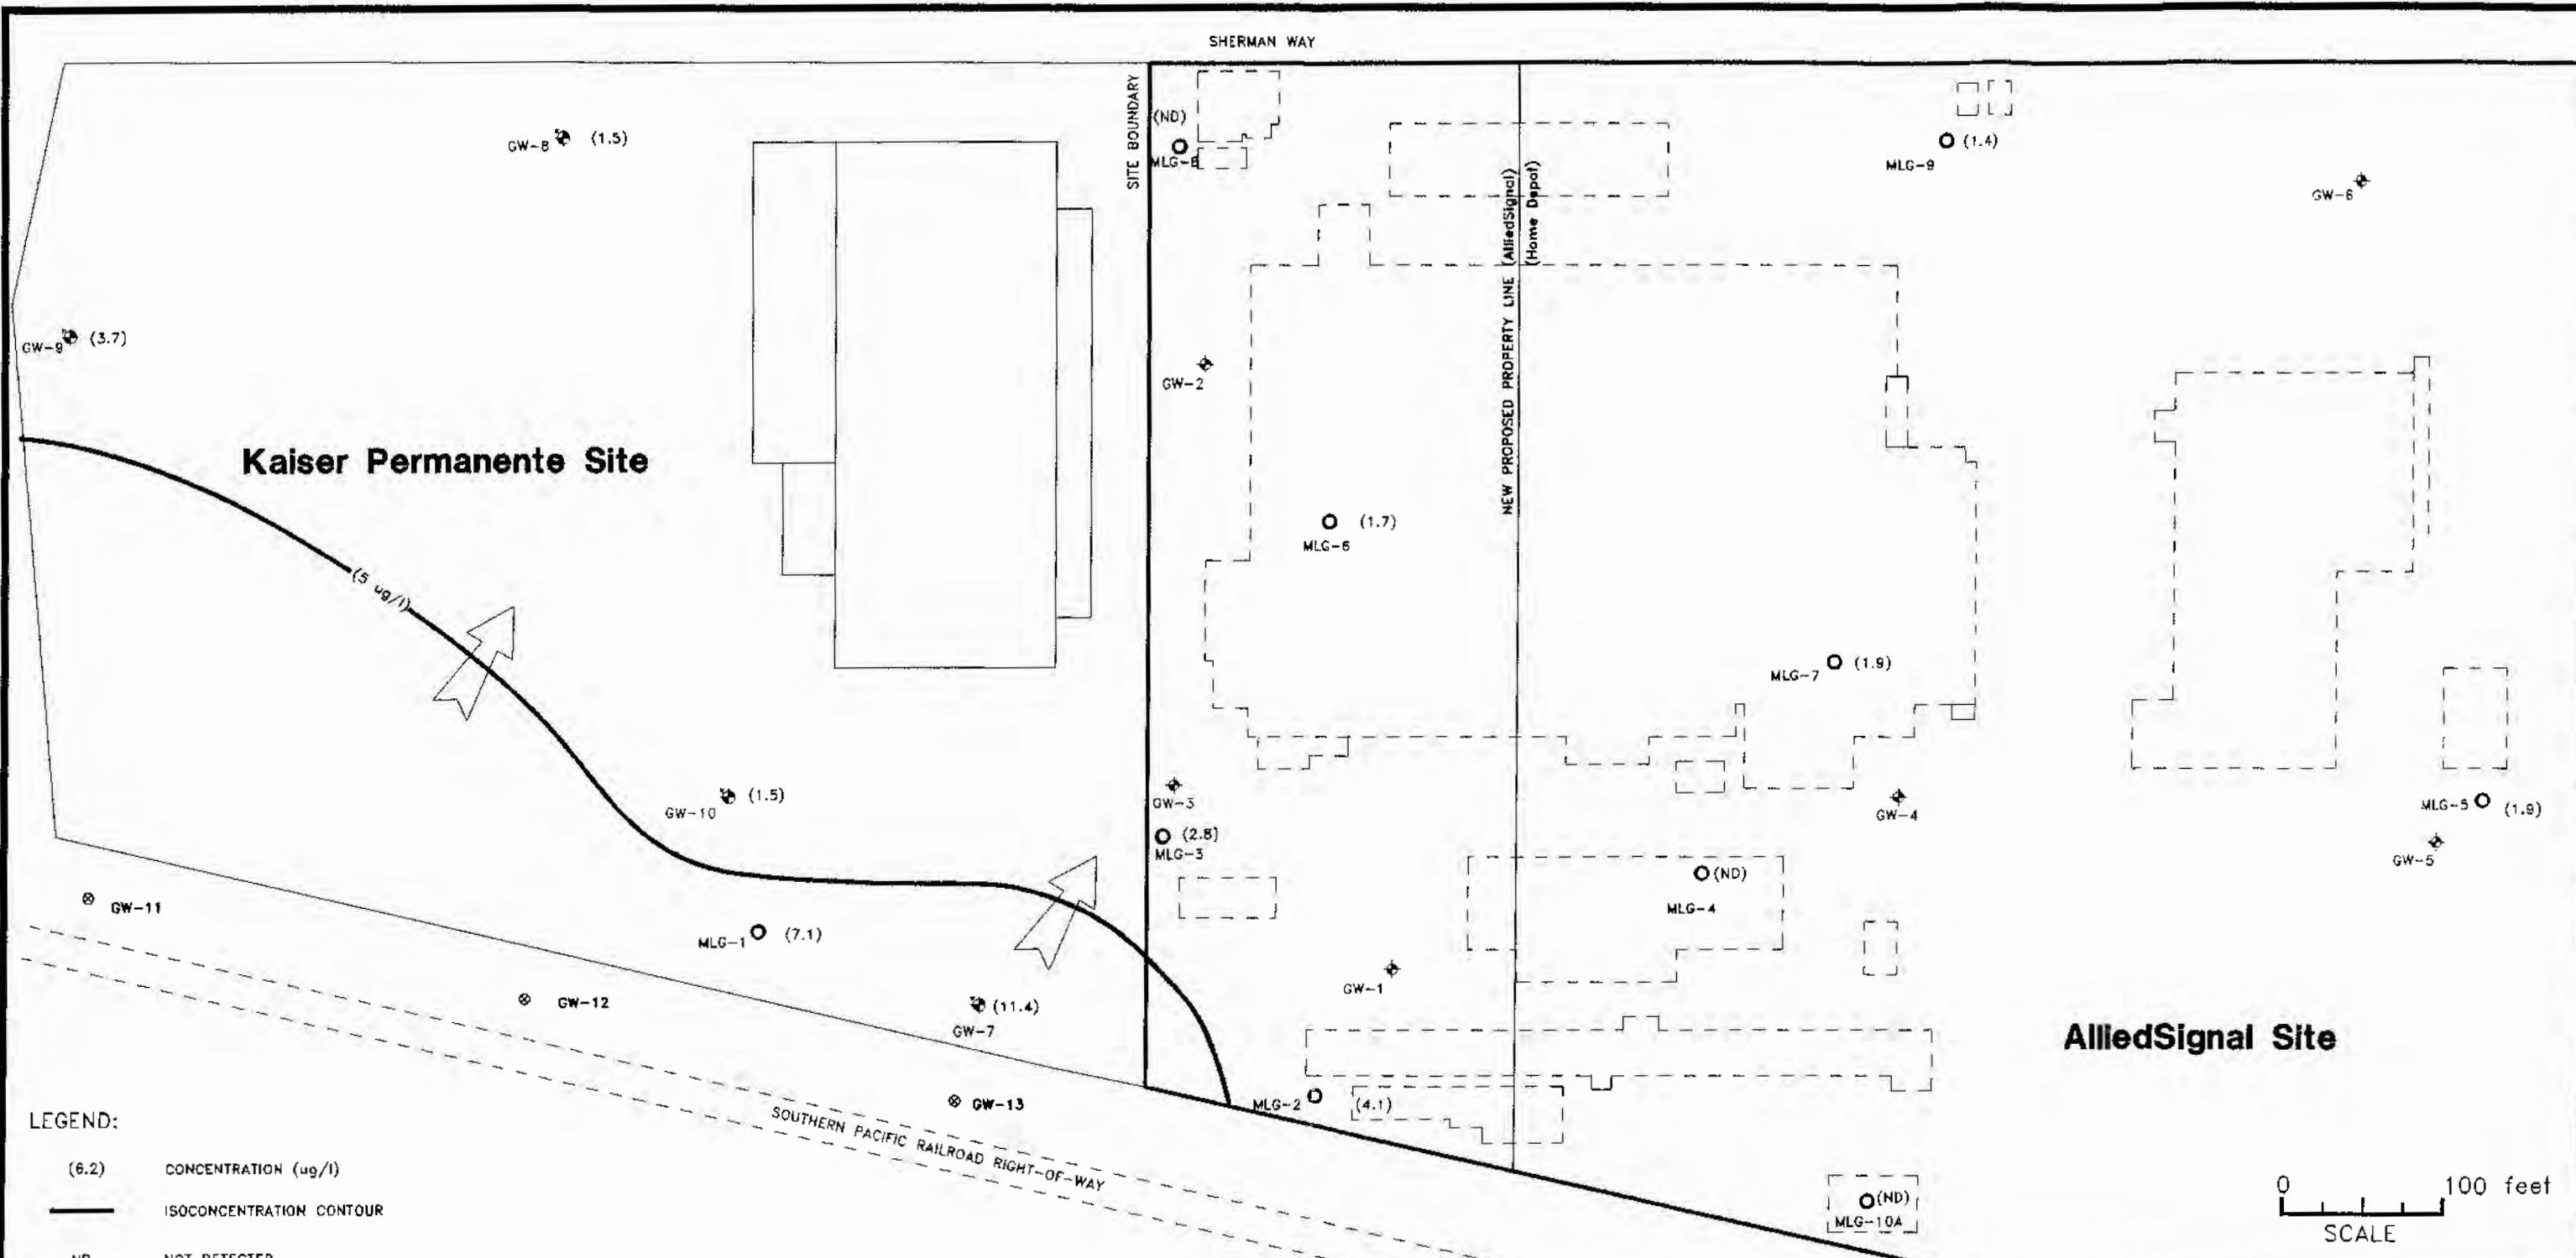 SHERMAN WAY
SITE BOUNDARY
(ND)
MLG-8
GW-8 (1.5)
MLG-9 (1.4)
GW-6
GW-9 (3.7)
GW-2
NEW PROPOSED PROPERTY LINE (AlliedSignal)
(Home Depot)
Kaiser Permanente Site
(5 ug/l)
MLG-6 (1.7)
MLG-7 (1.9)
GW-10 (1.5)
GW-3
MLG-3 (2.8)
GW-4
MLG-5 (1.9)
GW-5
(ND)
MLG-4
GW-11
MLG-1 (7.1)
GW-12
(11.4)
GW-7
GW-1
AlliedSignal Site
GW-13
MLG-2 (4.1)
SOUTHERN PACIFIC RAILROAD RIGHT-OF-WAY
(ND)
MLG-10A
LEGEND:
(6.2) CONCENTRATION (ug/l)
ISOCONCENTRATION CONTOUR
ND NOT DETECTED
0 100 feet
SCALE